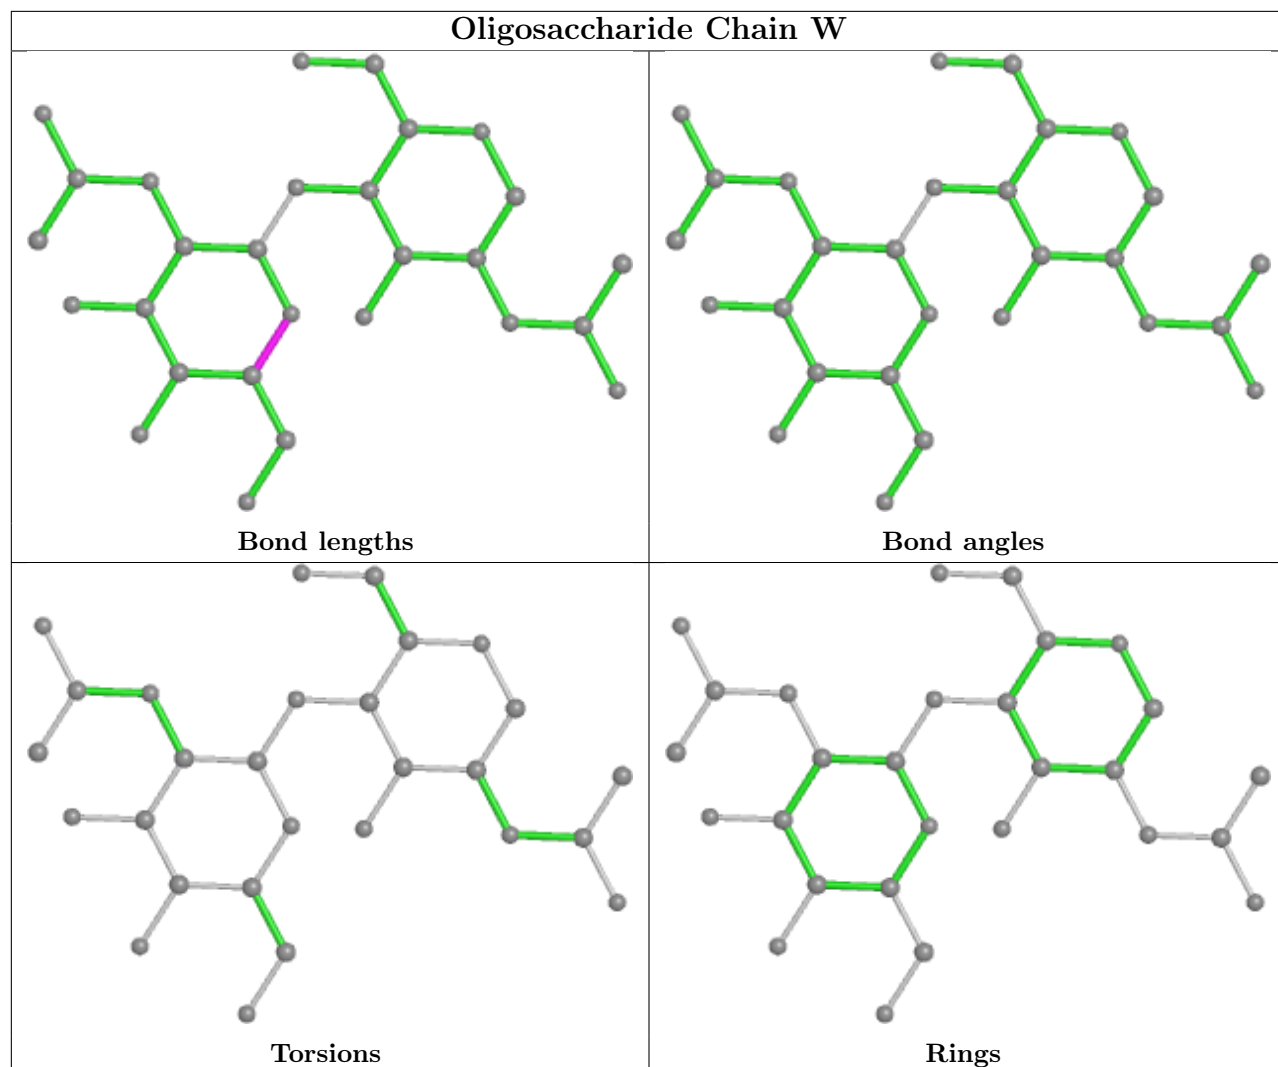 Oligosaccharide Chain W
Bond lengths
Bond angles
Torsions
Rings